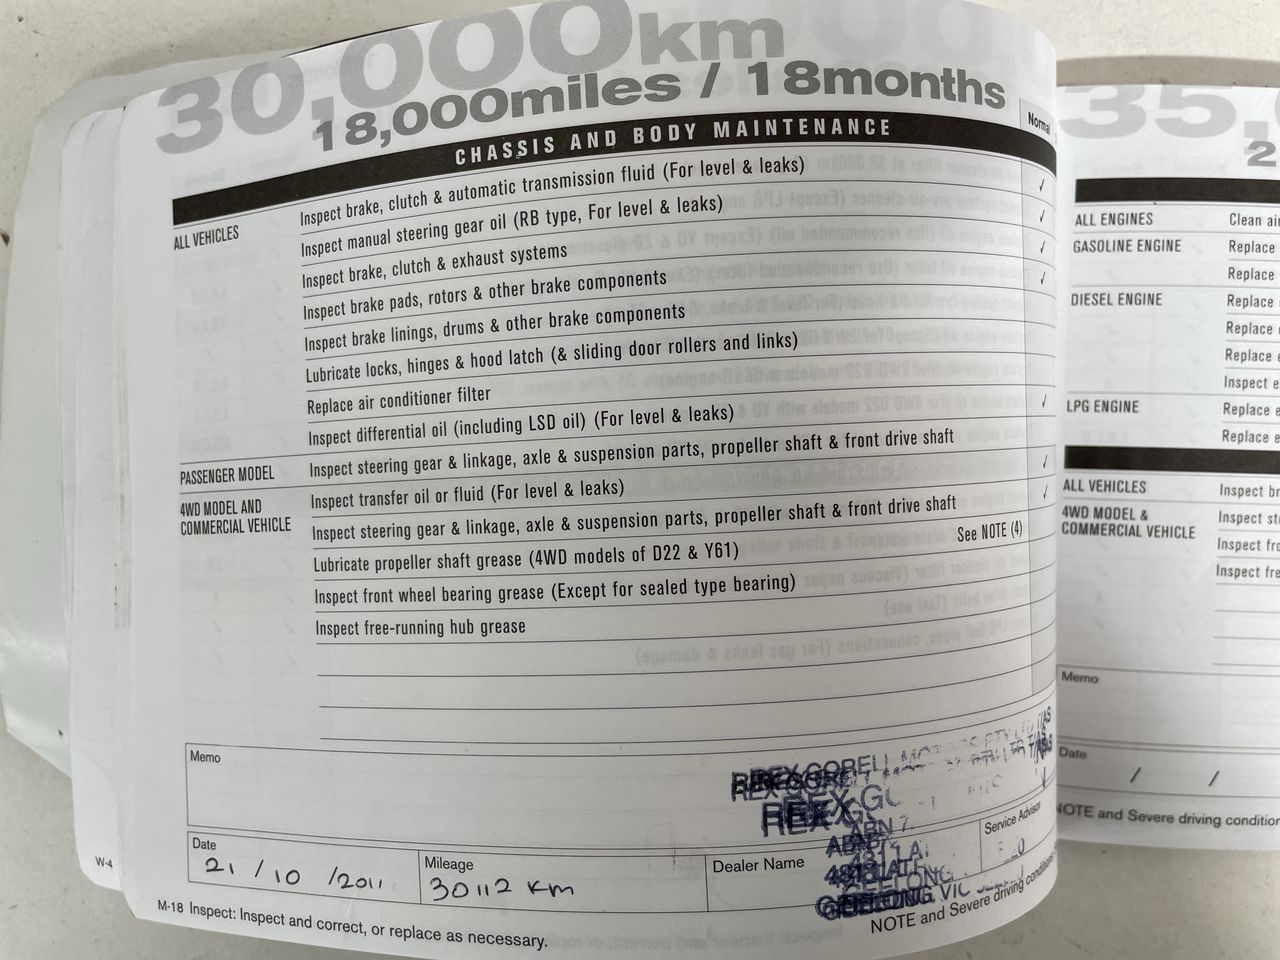 30,000km
18,000miles / 18months
CHASSIS AND BODY MAINTENANCE
Normal
ALL VEHICLES
Inspect brake, clutch & automatic transmission fluid (For level & leaks) ✓
Inspect manual steering gear oil (RB type, For level & leaks) ✓
Inspect brake, clutch & exhaust systems ✓
Inspect brake pads, rotors & other brake components ✓
Inspect brake linings, drums & other brake components
Lubricate locks, hinges & hood latch (& sliding door rollers and links)
Replace air conditioner filter
Inspect differential oil (including LSD oil) (For level & leaks) ✓
PASSENGER MODEL
Inspect steering gear & linkage, axle & suspension parts, propeller shaft & front drive shaft
4WD MODEL AND
COMMERCIAL VEHICLE
Inspect transfer oil or fluid (For level & leaks) ✓
Inspect steering gear & linkage, axle & suspension parts, propeller shaft & front drive shaft ✓
Lubricate propeller shaft grease (4WD models of D22 & Y61) See NOTE (4)
Inspect front wheel bearing grease (Except for sealed type bearing)
Inspect free-running hub grease
Memo
REX GORELL MOTORS PTY LTD T/AS
REX
ABN
GEELONG
GEELONG VIC
Date
21 / 10 / 2011
Mileage
30112 km
Dealer Name
Service Advisor
W-4
M-18 Inspect: Inspect and correct, or replace as necessary.
NOTE and Severe driving conditions
35,
2
ALL ENGINES Clean air
GASOLINE ENGINE Replace
Replace
DIESEL ENGINE Replace
Replace
Replace
Inspect
LPG ENGINE Replace
Replace
ALL VEHICLES Inspect
4WD MODEL &
COMMERCIAL VEHICLE
Inspect
Inspect
Inspect
Memo
Date
/ /
NOTE and Severe driving condition